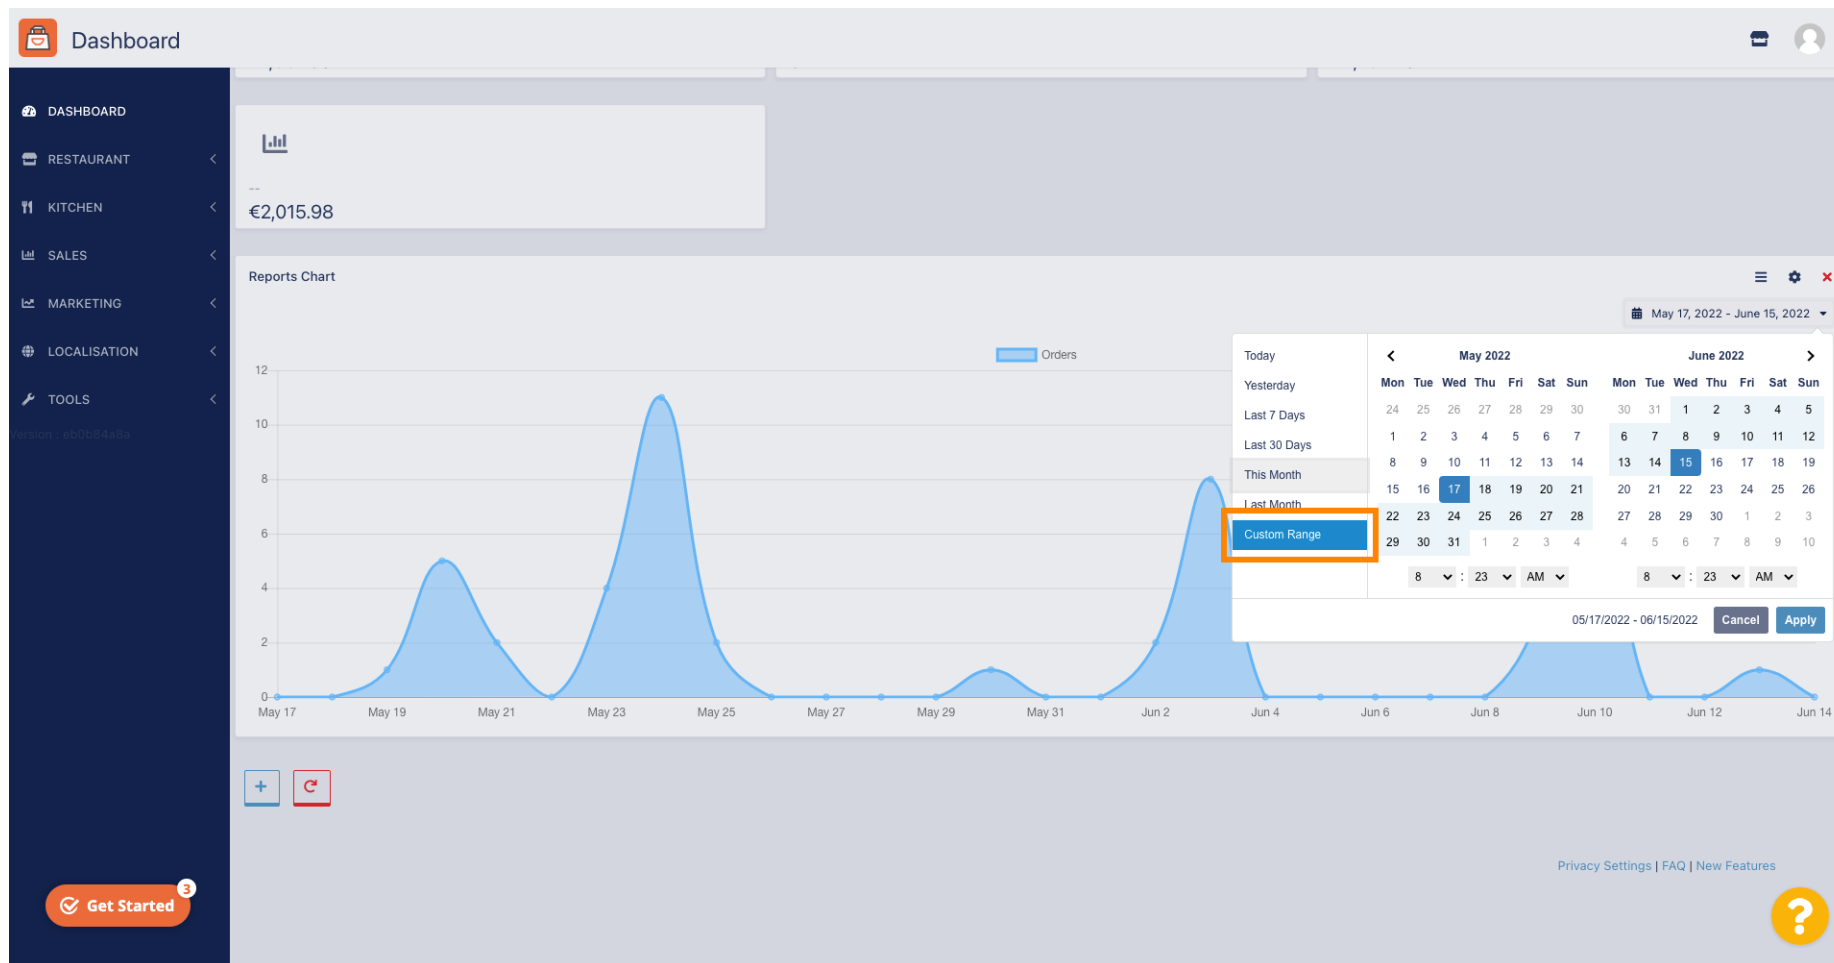 Dashboard
DASHBOARD
RESTAURANT
KITCHEN
SALES
MARKETING
LOCALISATION
TOOLS
Version : eb0b84a8a
--
€2,015.98
Reports Chart
May 17, 2022 - June 15, 2022
Orders
12
10
8
6
4
2
0
May 17 May 19 May 21 May 23 May 25 May 27 May 29 May 31 Jun 2 Jun 4 Jun 6 Jun 8 Jun 10 Jun 12 Jun 14
Today
Yesterday
Last 7 Days
Last 30 Days
This Month
Last Month
Custom Range
May 2022
Mon Tue Wed Thu Fri Sat Sun
24 25 26 27 28 29 30
1 2 3 4 5 6 7
8 9 10 11 12 13 14
15 16 17 18 19 20 21
22 23 24 25 26 27 28
29 30 31 1 2 3 4
8 : 23 AM
June 2022
Mon Tue Wed Thu Fri Sat Sun
30 31 1 2 3 4 5
6 7 8 9 10 11 12
13 14 15 16 17 18 19
20 21 22 23 24 25 26
27 28 29 30 1 2 3
4 5 6 7 8 9 10
8 : 23 AM
05/17/2022 - 06/15/2022 Cancel Apply
Privacy Settings | FAQ | New Features
3
Get Started
?